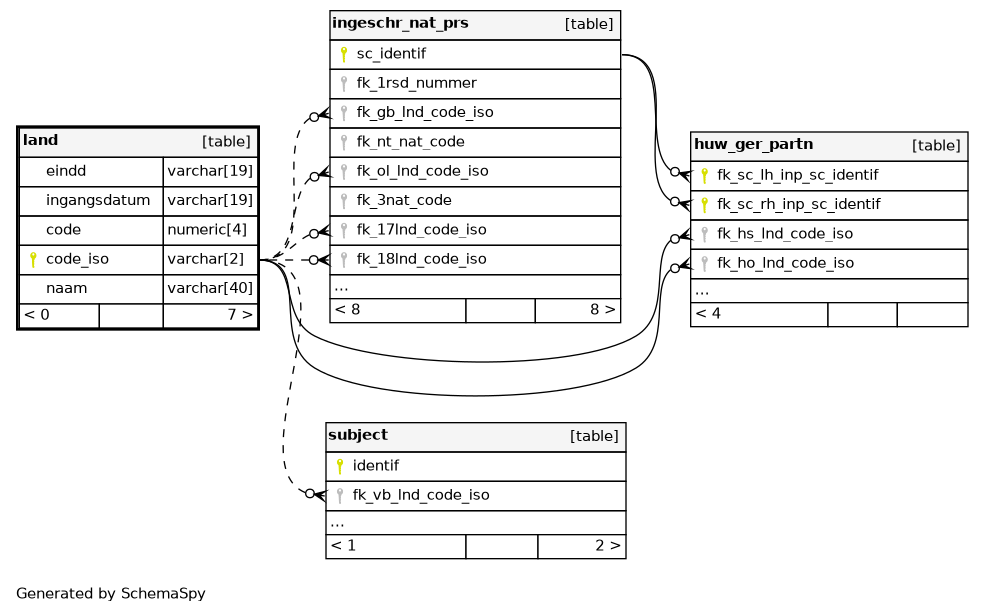 ingeschr_nat_prs [table]
sc_identif
fk_1rsd_nummer
fk_gb_lnd_code_iso
fk_nt_nat_code
fk_ol_lnd_code_iso
fk_3nat_code
fk_17lnd_code_iso
fk_18lnd_code_iso
...
< 8 8 >
land [table]
eindd varchar[19]
ingangsdatum varchar[19]
code numeric[4]
code_iso varchar[2]
naam varchar[40]
< 0 7 >
huw_ger_partn [table]
fk_sc_lh_inp_sc_identif
fk_sc_rh_inp_sc_identif
fk_hs_lnd_code_iso
fk_ho_lnd_code_iso
...
< 4
subject [table]
identif
fk_vb_lnd_code_iso
...
< 1 2 >
Generated by SchemaSpy